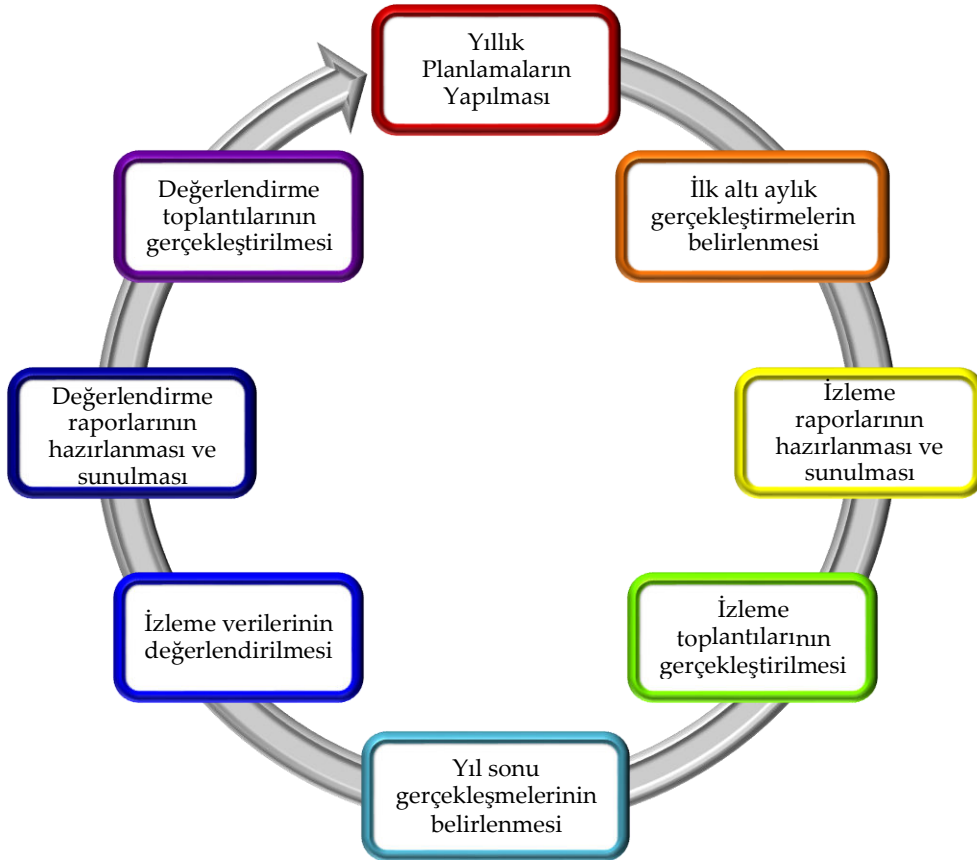 Yıllık
Planlamaların
Yapılması
İlk altı aylık
gerçekleştirmelerin
belirlenmesi
İzleme
raporlarının
hazırlanması ve
sunulması
İzleme
toplantılarının
gerçekleştirilmesi
Yıl sonu
gerçekleşmelerinin
belirlenmesi
İzleme verilerinin
değerlendirilmesi
Değerlendirme
raporlarının
hazırlanması ve
sunulması
Değerlendirme
toplantılarının
gerçekleştirilmesi